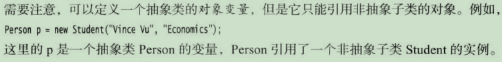 需要注意，可以定义一个抽象类的对象变量，但是它只能引用非抽象子类的对象。例如，
Person p = new Student("Vince Vu", "Economics");
这里的 p 是一个抽象类 Person 的变量，Person 引用了一个非抽象子类 Student 的实例。